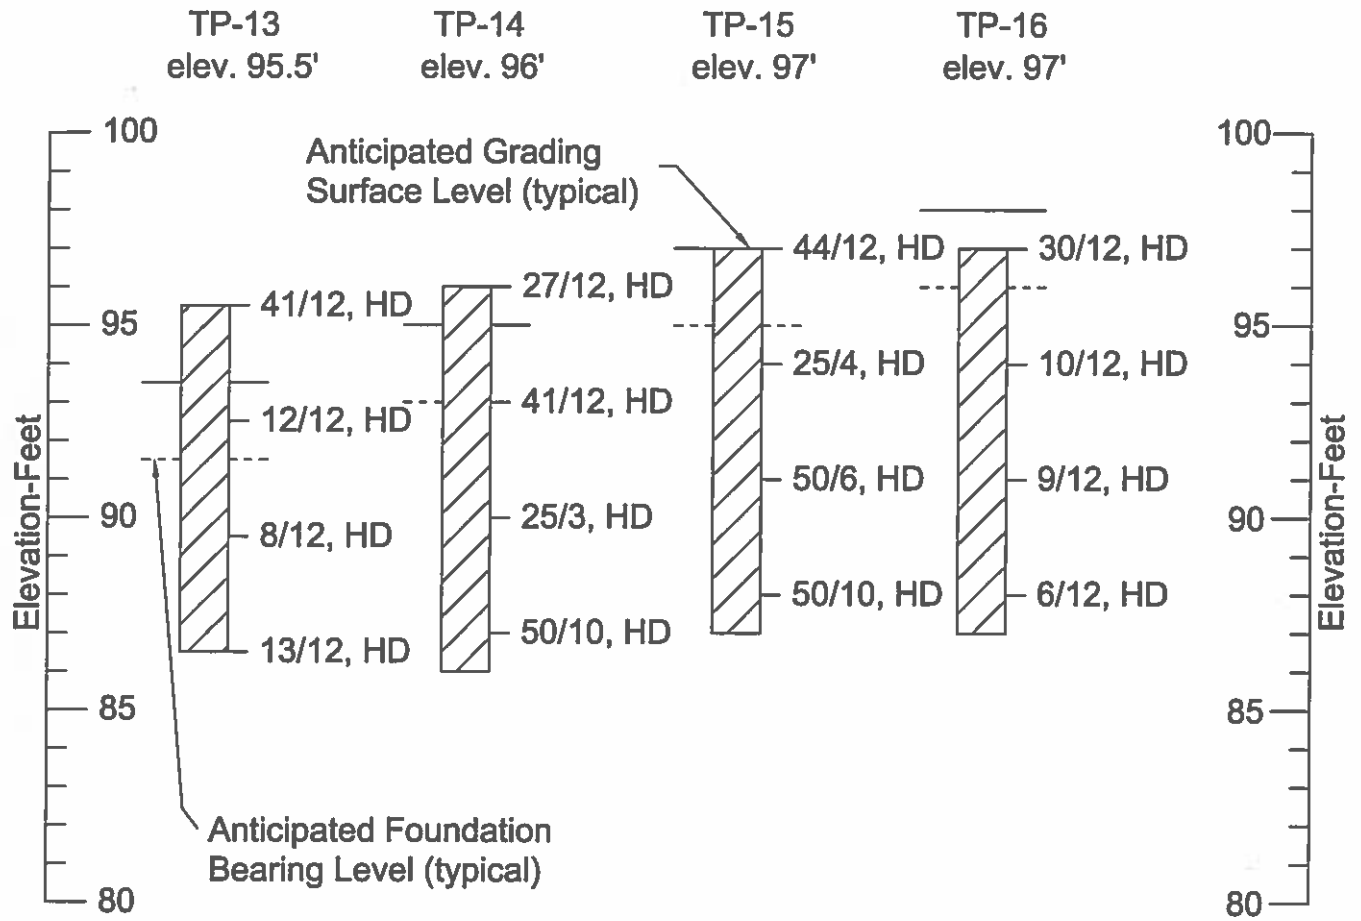 TP-13
elev. 95.5'
TP-14
elev. 96'
TP-15
elev. 97'
TP-16
elev. 97'
100
95
90
85
80
Elevation-Feet
Anticipated Grading
Surface Level (typical)
41/12, HD
12/12, HD
8/12, HD
13/12, HD
27/12, HD
41/12, HD
25/3, HD
50/10, HD
44/12, HD
25/4, HD
50/6, HD
50/10, HD
30/12, HD
10/12, HD
9/12, HD
6/12, HD
Anticipated Foundation
Bearing Level (typical)
100
95
90
85
80
Elevation-Feet